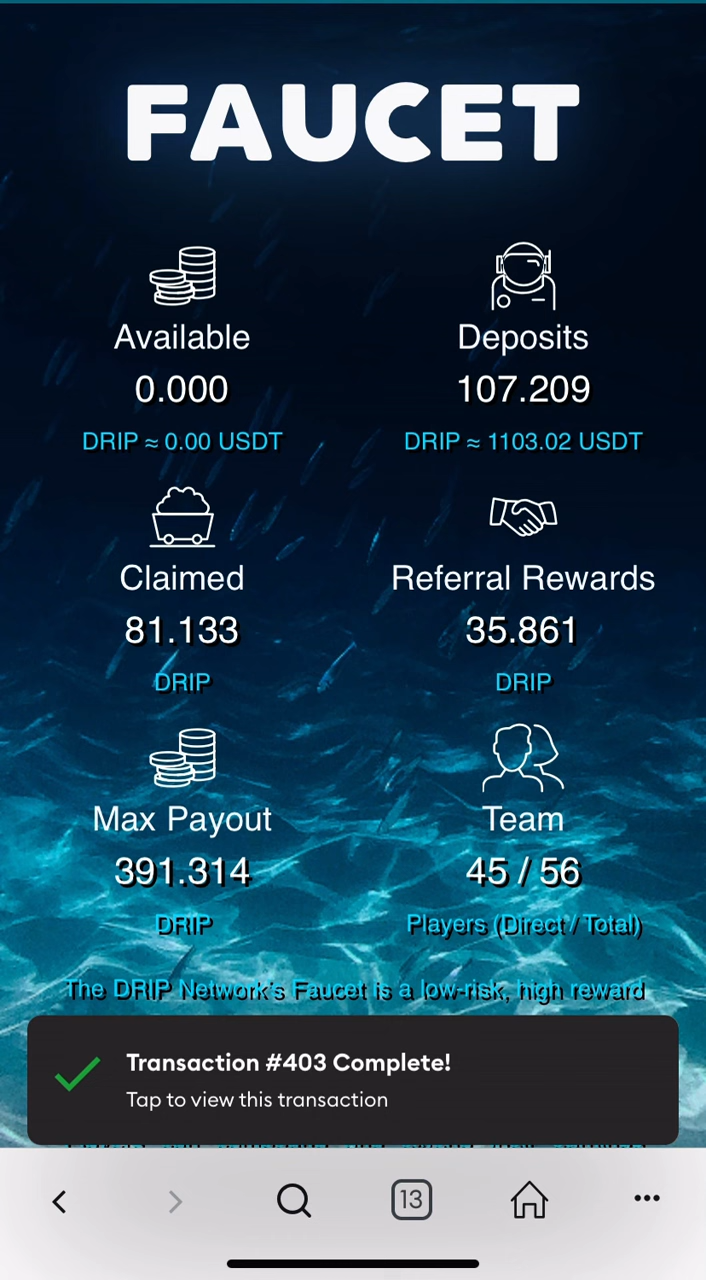 FAUCET
Available
0.000
DRIP ≈ 0.00 USDT
Deposits
107.209
DRIP ≈ 1103.02 USDT
Claimed
81.133
DRIP
Referral Rewards
35.861
DRIP
Max Payout
391.314
DRIP
Team
45 / 56
Players (Direct / Total)
The DRIP Network's Faucet is a low-risk, high reward
Transaction #403 Complete!
Tap to view this transaction
13